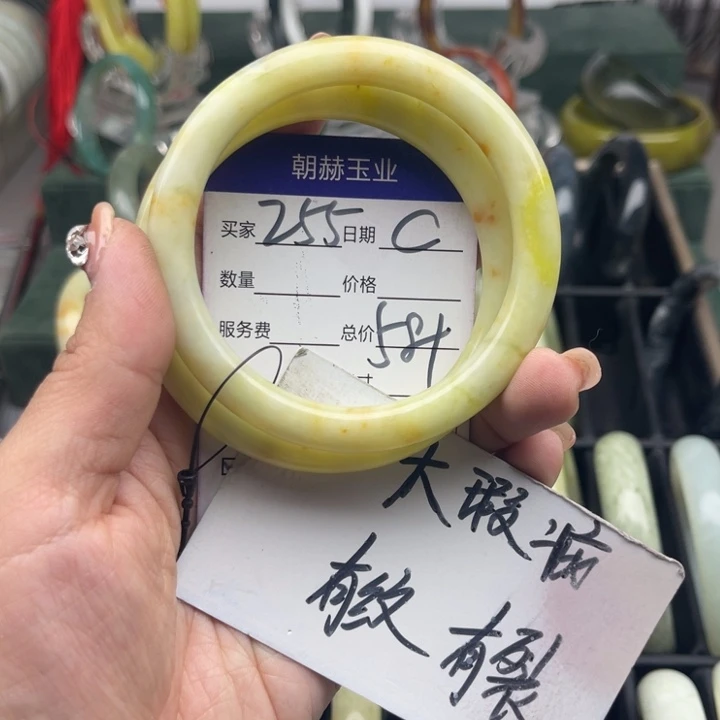 朝赫玉业
买家 255 日期 C
数量 价格
服务费 总价 584
寸
大瑕疵
有纹
有裂